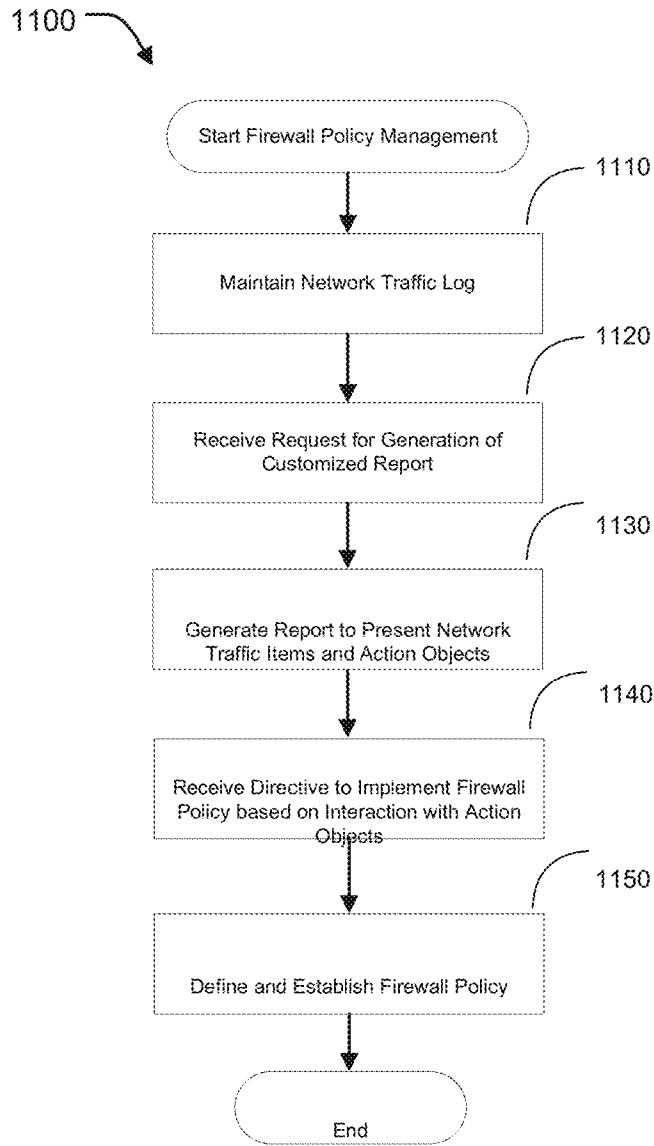 1100
Start Firewall Policy Management
1110
Maintain Network Traffic Log
1120
Receive Request for Generation of
Customized Report
1130
Generate Report to Present Network
Traffic Items and Action Objects
1140
Receive Directive to Implement Firewall
Policy based on Interaction with Action
Objects
1150
Define and Establish Firewall Policy
End